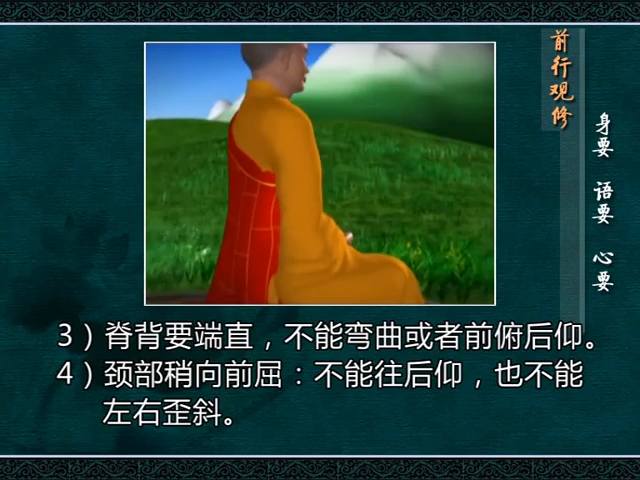 前行观修
身要 语要 心要
3）脊背要端直，不能弯曲或者前俯后仰。
4）颈部稍向前屈：不能往后仰，也不能
左右歪斜。